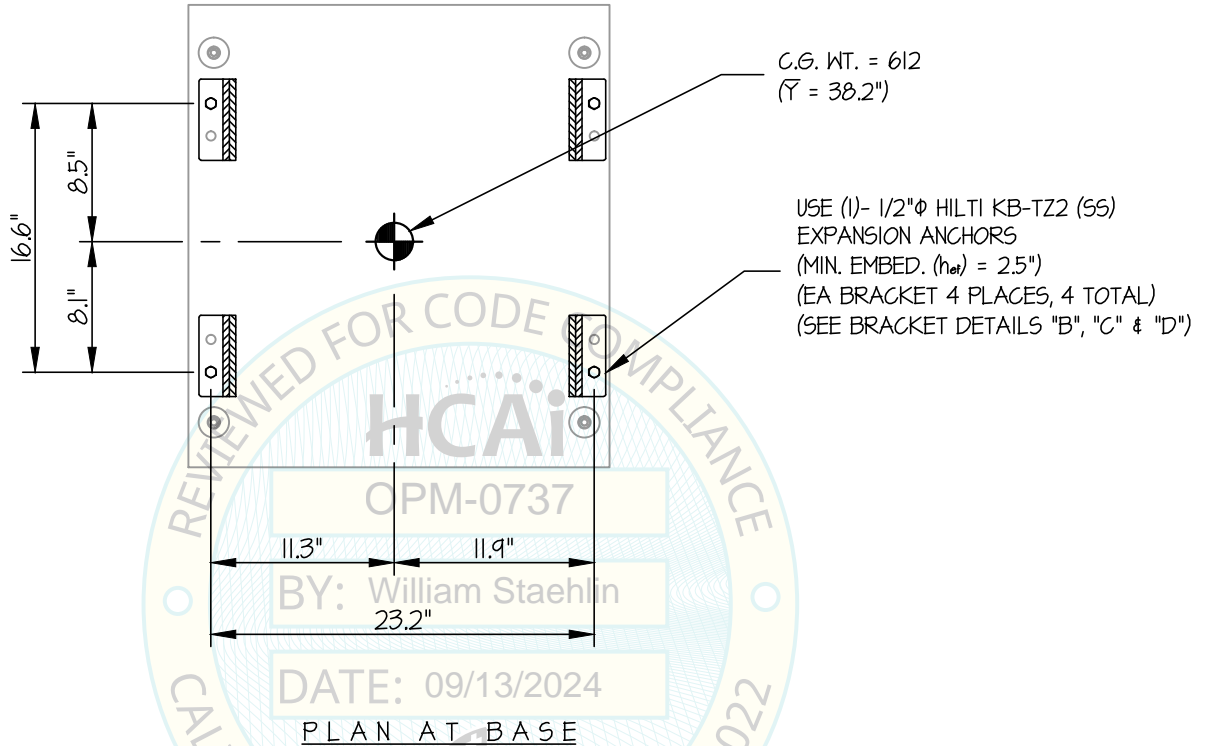 C.G. WT. = 612
(Y̅ = 38.2")
USE (1)- 1/2"Φ HILTI KB-TZ2 (SS)
EXPANSION ANCHORS
(MIN. EMBED. (hef) = 2.5")
(EA BRACKET 4 PLACES, 4 TOTAL)
(SEE BRACKET DETAILS "B", "C" & "D")
16.6"
8.5"
8.1"
REVIEWED FOR CODE COMPLIANCE
HCAi
OPM-0737
11.3"
11.9"
BY: William Staehlin
23.2"
DATE: 09/13/2024
PLAN AT BASE
2022